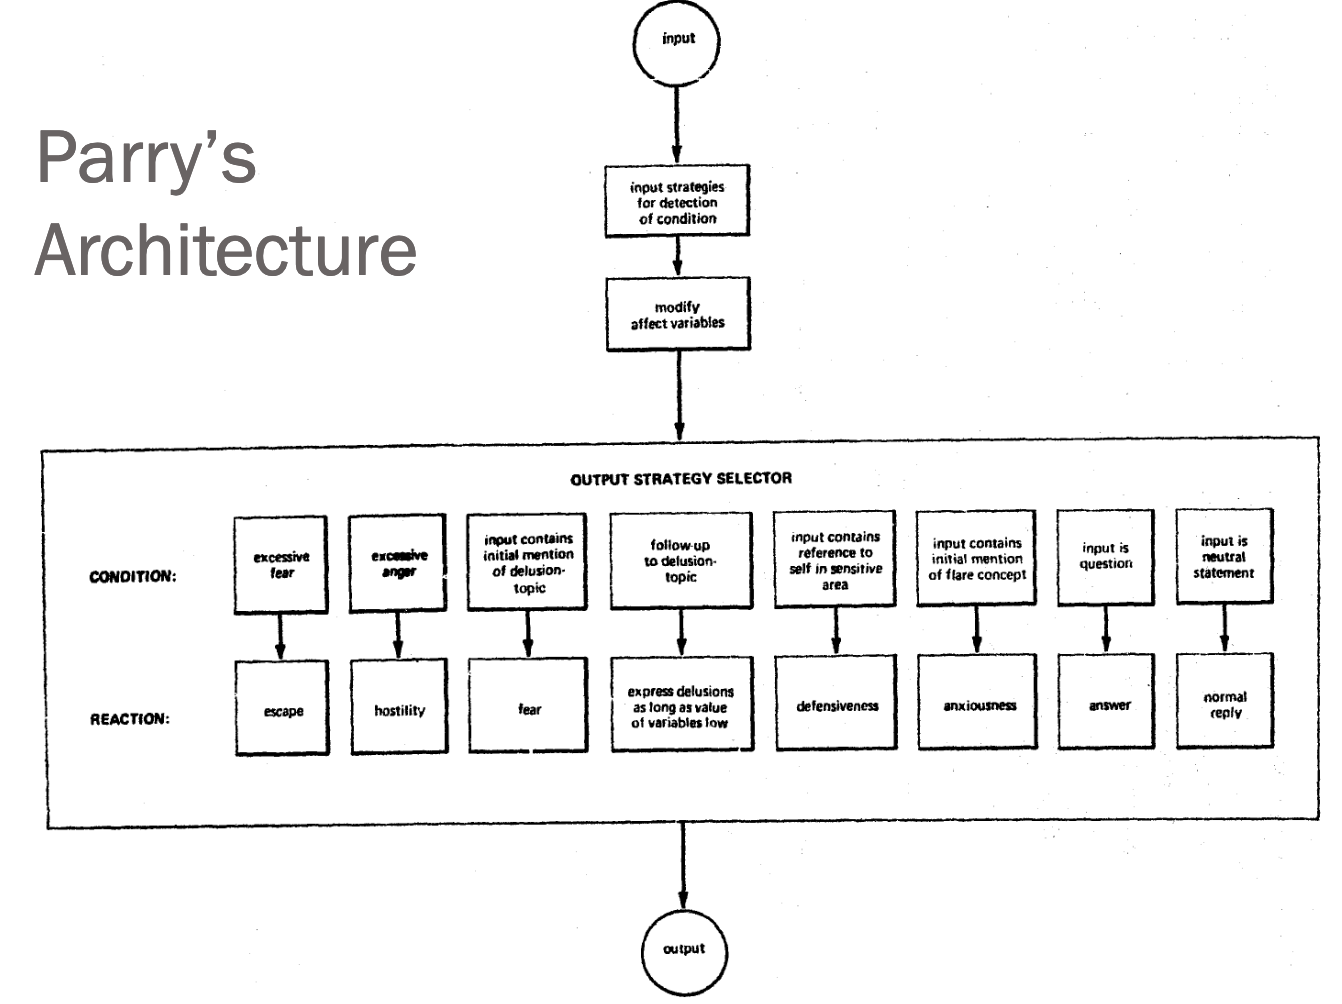 input
Parry's
Architecture
input strategies
for detection
of condition
modify
affect variables
OUTPUT STRATEGY SELECTOR
CONDITION:
excessive
fear
excessive
anger
input contains
initial mention
of delusion-
topic
follow-up
to delusion-
topic
input contains
reference to
self in sensitive
area
input contains
initial mention
of flare concept
input is
question
input is
neutral
statement
REACTION:
escape
hostility
fear
express delusions
as long as value
of variables low
defensiveness
anxiousness
answer
normal
reply
output